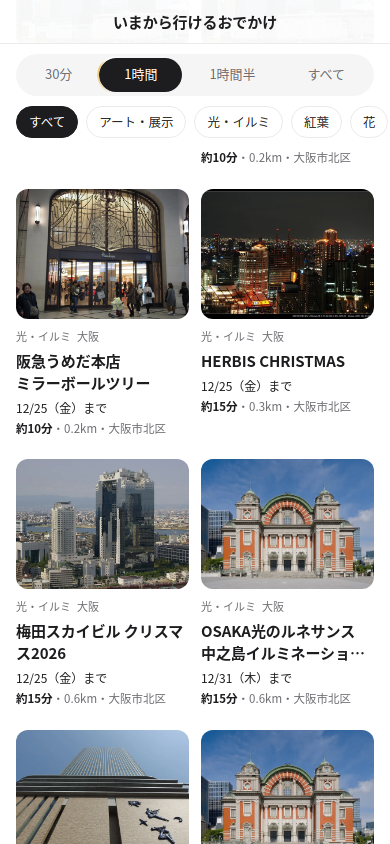 いまから行けるおでかけ
30分
1時間
1時間半
すべて
すべて
アート・展示
光・イルミ
紅葉
花
約10分・0.2km・大阪市北区
光・イルミ 大阪
阪急うめだ本店
ミラーボールツリー
12/25（金）まで
約10分・0.2km・大阪市北区
光・イルミ 大阪
HERBIS CHRISTMAS
12/25（金）まで
約15分・0.3km・大阪市北区
光・イルミ 大阪
梅田スカイビル クリスマ
ス2026
12/25（金）まで
約15分・0.6km・大阪市北区
光・イルミ 大阪
OSAKA光のルネサンス
中之島イルミネーショ…
12/31（木）まで
約15分・0.6km・大阪市北区